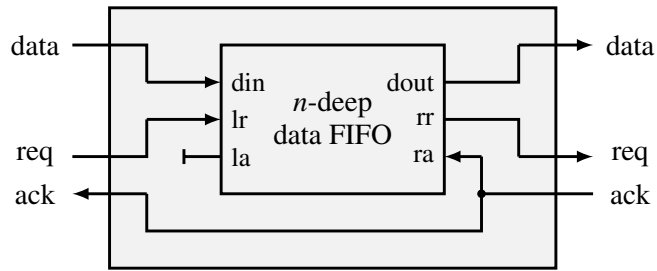 data
req
ack
din
lr
la
n-deep
data FIFO
dout
rr
ra
data
req
ack